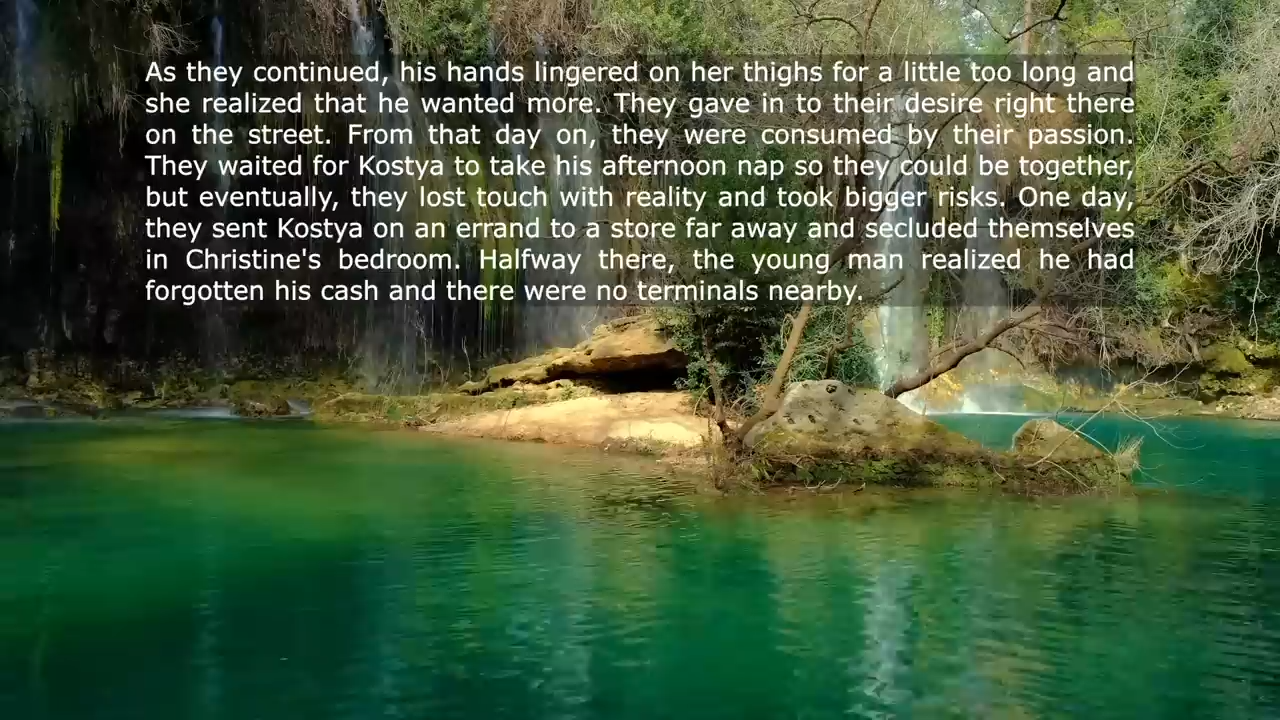 As they continued, his hands lingered on her thighs for a little too long and
she realized that he wanted more. They gave in to their desire right there
on the street. From that day on, they were consumed by their passion.
They waited for Kostya to take his afternoon nap so they could be together,
but eventually, they lost touch with reality and took bigger risks. One day,
they sent Kostya on an errand to a store far away and secluded themselves
in Christine's bedroom. Halfway there, the young man realized he had
forgotten his cash and there were no terminals nearby.